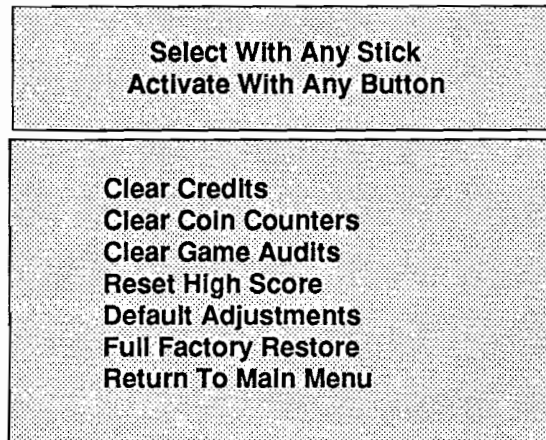 Select With Any Stick
Activate With Any Button
Clear Credits
Clear Coin Counters
Clear Game Audits
Reset High Score
Default Adjustments
Full Factory Restore
Return To Main Menu